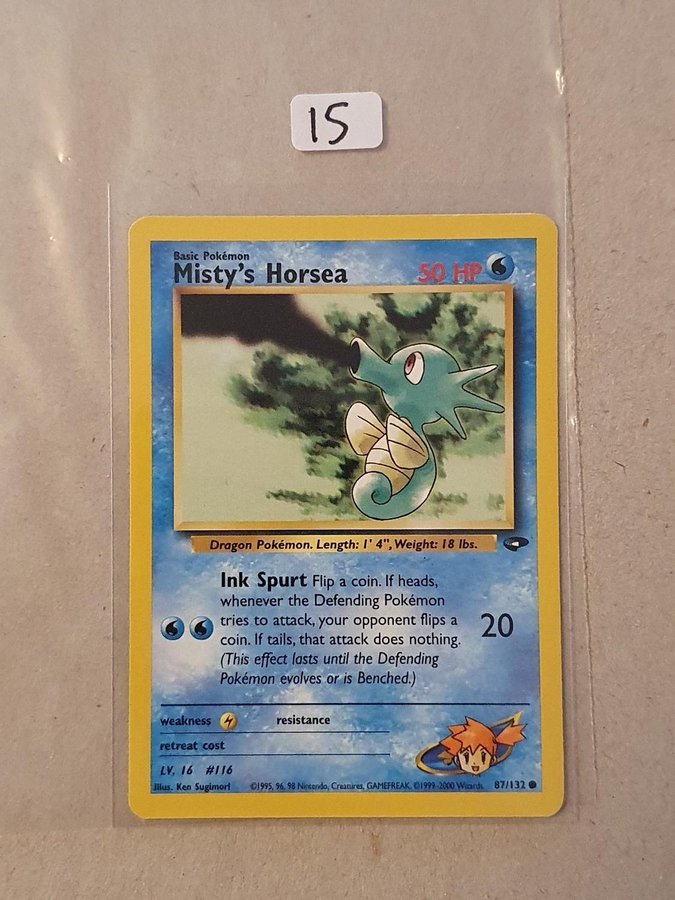 15
Basic Pokémon
Misty's Horsea
50 HP
Dragon Pokémon. Length: 1' 4", Weight: 18 lbs.
Ink Spurt Flip a coin. If heads,
whenever the Defending Pokémon
tries to attack, your opponent flips a
coin. If tails, that attack does nothing.
(This effect lasts until the Defending
Pokémon evolves or is Benched.)
20
weakness
resistance
retreat cost
LV. 16 #116
Illus. Ken Sugimori
©1995, 96, 98 Nintendo, Creatures, GAMEFREAK. ©1999-2000 Wizards.
87/132